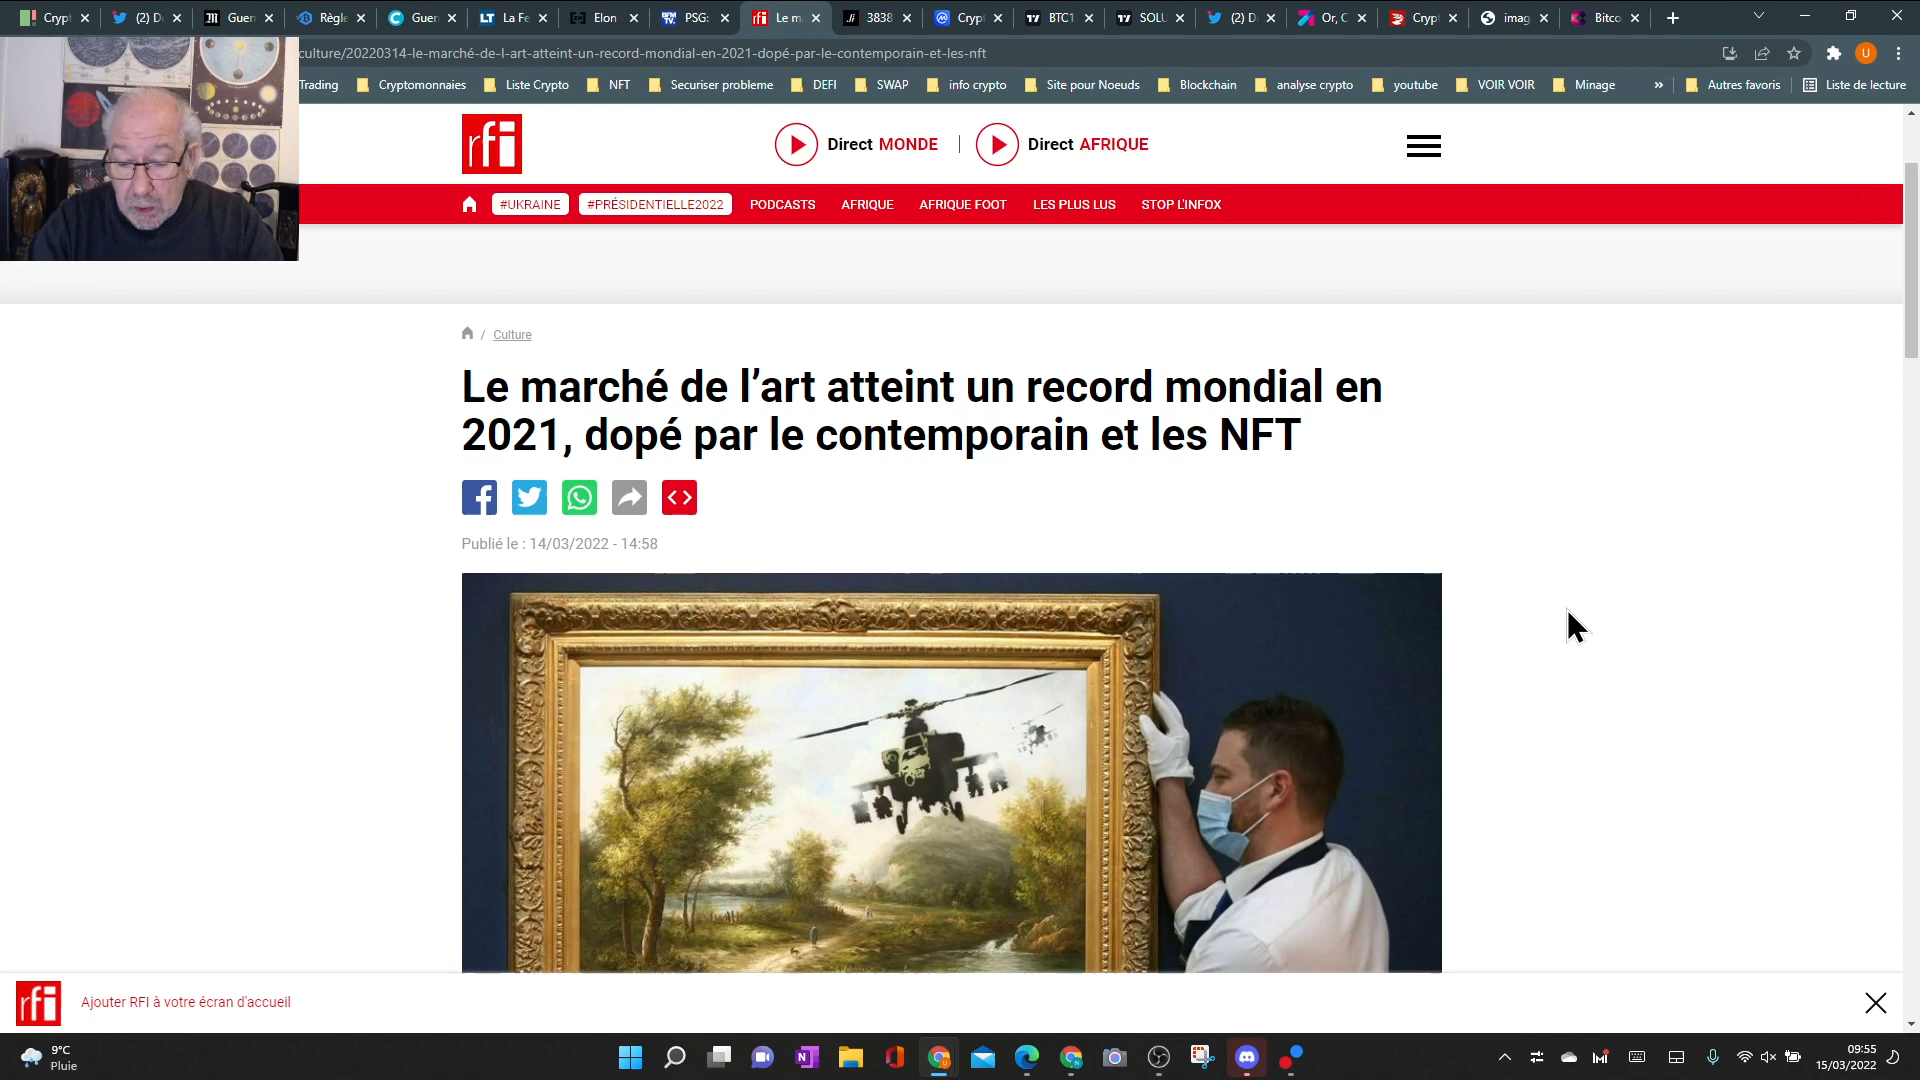 Crypt
(2) D
Guer
Règle
Guer
La Fe
Elon
PSG:
Le m
3838
Crypt
BTC1
SOLU
(2) D
Or, C
Crypt
imag
Bitco
culture/20220314-le-marché-de-l-art-atteint-un-record-mondial-en-2021-dopé-par-le-contemporain-et-les-nft
Trading
Cryptomonnaies
Liste Crypto
NFT
Securiser probleme
DEFI
SWAP
info crypto
Site pour Noeuds
Blockchain
analyse crypto
youtube
VOIR VOIR
Minage
»
Autres favoris
Liste de lecture
rfi
Direct MONDE
Direct AFRIQUE
#UKRAINE
#PRÉSIDENTIELLE2022
PODCASTS
AFRIQUE
AFRIQUE FOOT
LES PLUS LUS
STOP L'INFOX
/ Culture
Le marché de l’art atteint un record mondial en
2021, dopé par le contemporain et les NFT
Publié le : 14/03/2022 - 14:58
rfi
Ajouter RFI à votre écran d'accueil
9°C
Pluie
09:55
15/03/2022